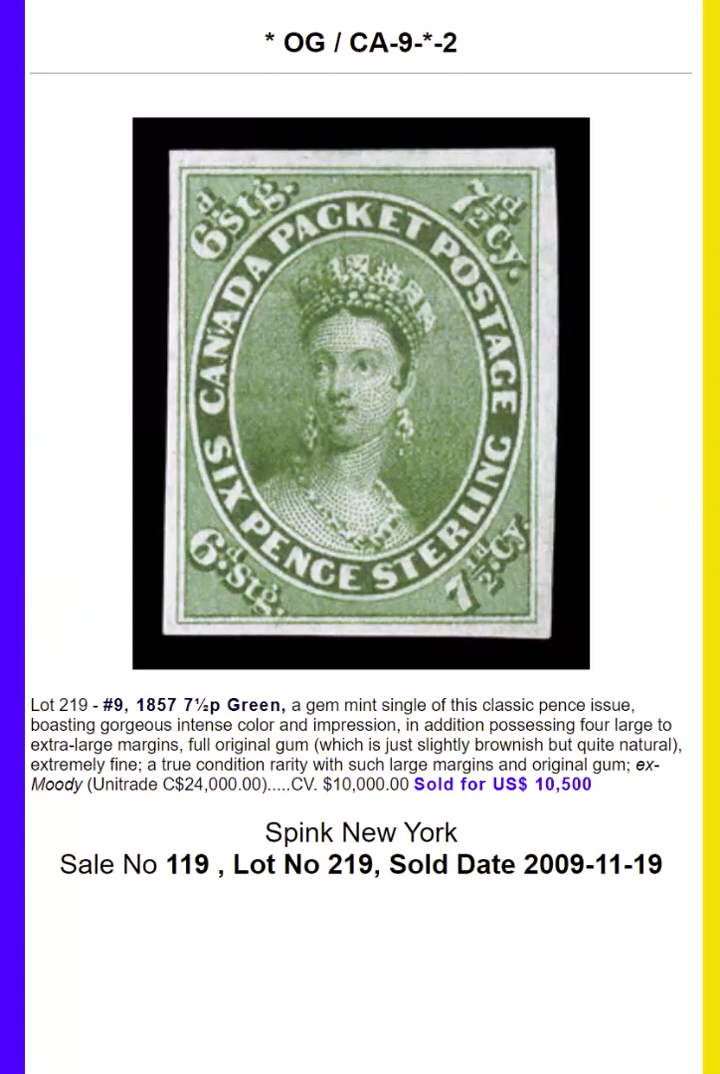 * OG / CA-9-*-2
6d Stg.
7½d. Cy.
CANADA PACKET POSTAGE
SIX PENCE STERLING
6d. Stg.
7½d. Cy.
Lot 219 - #9, 1857 7½p Green, a gem mint single of this classic pence issue,
boasting gorgeous intense color and impression, in addition possessing four large to
extra-large margins, full original gum (which is just slightly brownish but quite natural),
extremely fine; a true condition rarity with such large margins and original gum; ex-
Moody (Unitrade C$24,000.00).....CV. $10,000.00 Sold for US$ 10,500
Spink New York
Sale No 119 , Lot No 219, Sold Date 2009-11-19